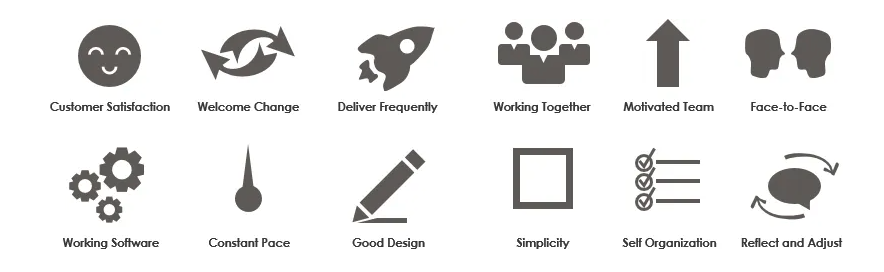 Customer Satisfaction
Welcome Change
Deliver Frequently
Working Together
Motivated Team
Face-to-Face
Working Software
Constant Pace
Good Design
Simplicity
Self Organization
Reflect and Adjust